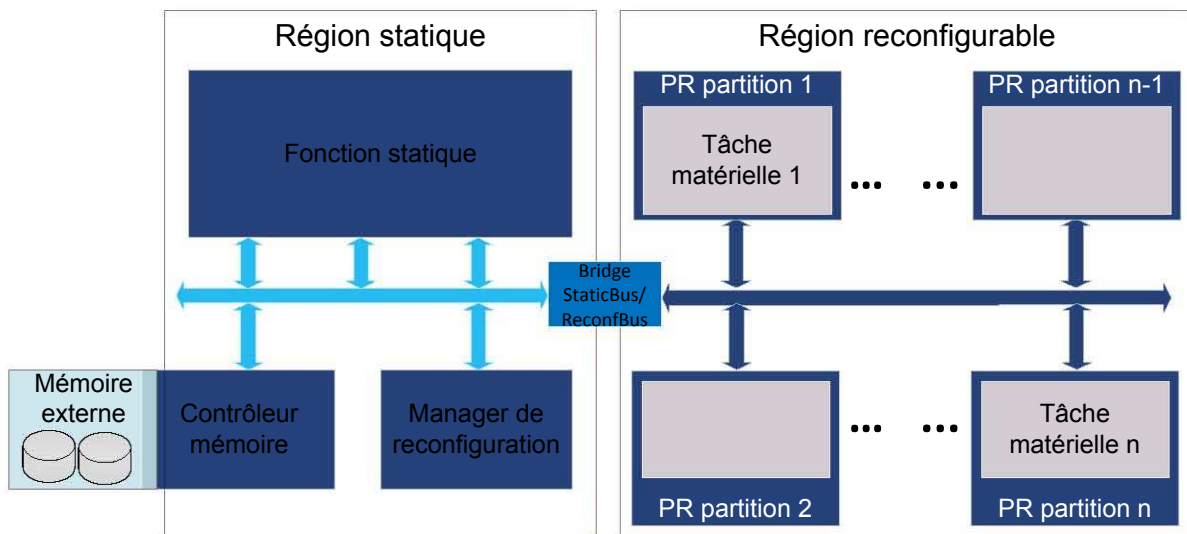 Région statique
Fonction statique
Bridge
StaticBus/
ReconfBus
Mémoire
externe
Contrôleur
mémoire
Manager de
reconfiguration
Région reconfigurable
PR partition 1
Tâche
matérielle 1
... ...
PR partition n-1
... ...
PR partition 2
Tâche
matérielle n
PR partition n